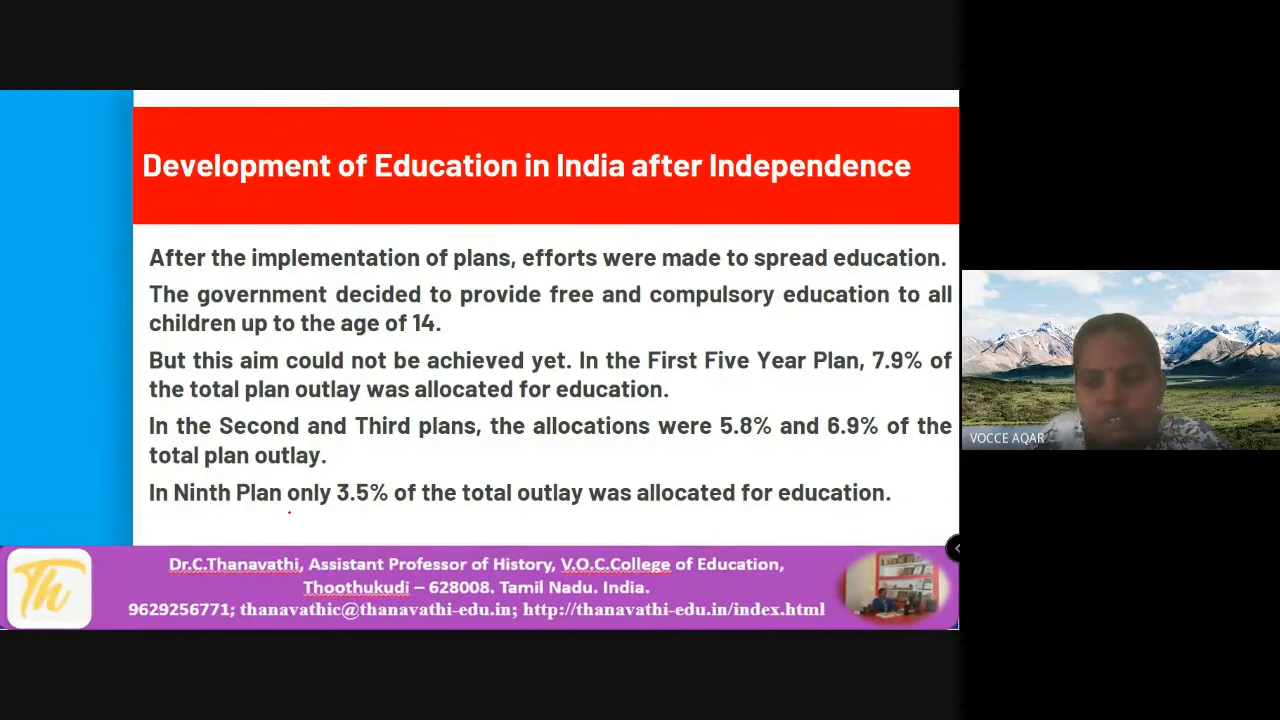 Development of Education in India after Independence
After the implementation of plans, efforts were made to spread education.
The government decided to provide free and compulsory education to all
children up to the age of 14.
But this aim could not be achieved yet. In the First Five Year Plan, 7.9% of
the total plan outlay was allocated for education.
In the Second and Third plans, the allocations were 5.8% and 6.9% of the
total plan outlay.
In Ninth Plan only 3.5% of the total outlay was allocated for education.
Th
Dr.C.Thanavathi, Assistant Professor of History, V.O.C.College of Education,
Thoothukudi – 628008. Tamil Nadu. India.
9629256771; thanavathic@thanavathi-edu.in; http://thanavathi-edu.in/index.html
VOCCE AQAR